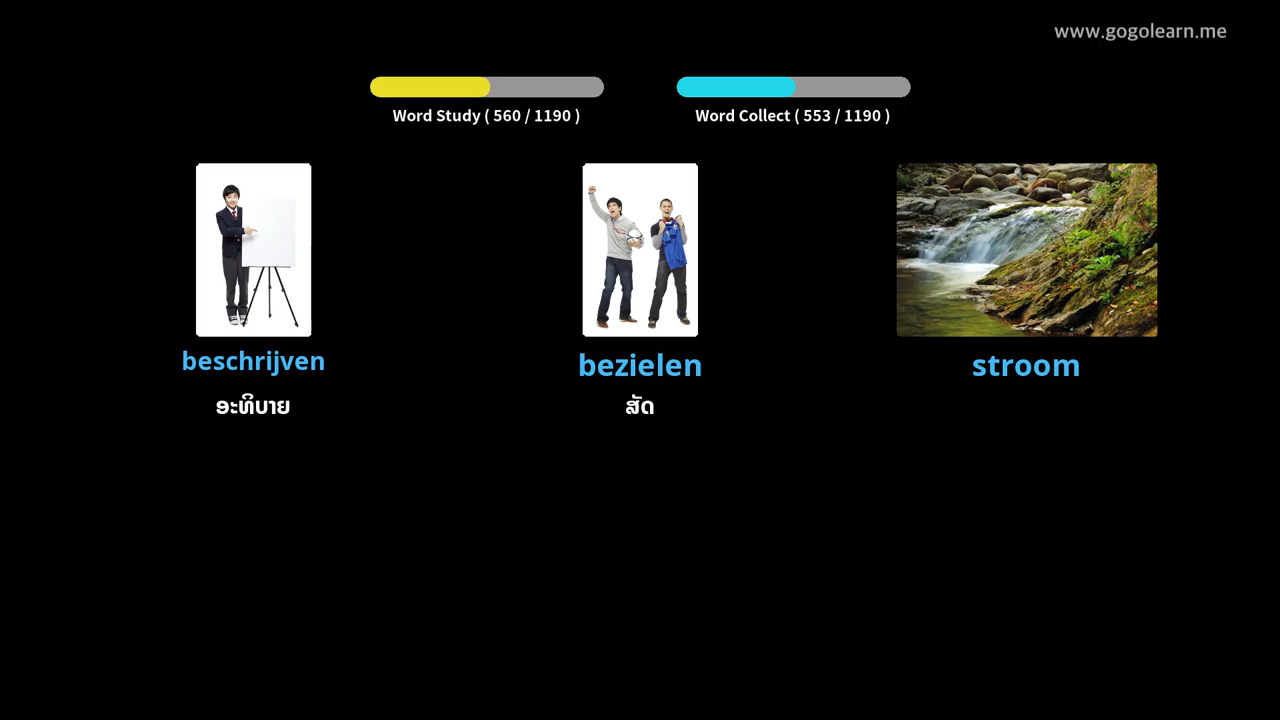 www.gogolearn.me
Word Study ( 560 / 1190 )
Word Collect ( 553 / 1190 )
beschrijven
bezielen
stroom
ອະທິບາຍ
ສັດ